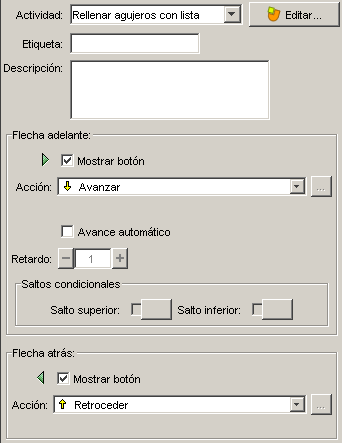 Actividad: Rellenar agujeros con lista Editar...
Etiqueta:
Descripción:
Flecha adelante:
Mostrar botón
Acción: Avanzar ...
Avance automático
Retardo: 1
Saltos condicionales
Salto superior: Salto inferior:
Flecha atrás:
Mostrar botón
Acción: Retroceder ...